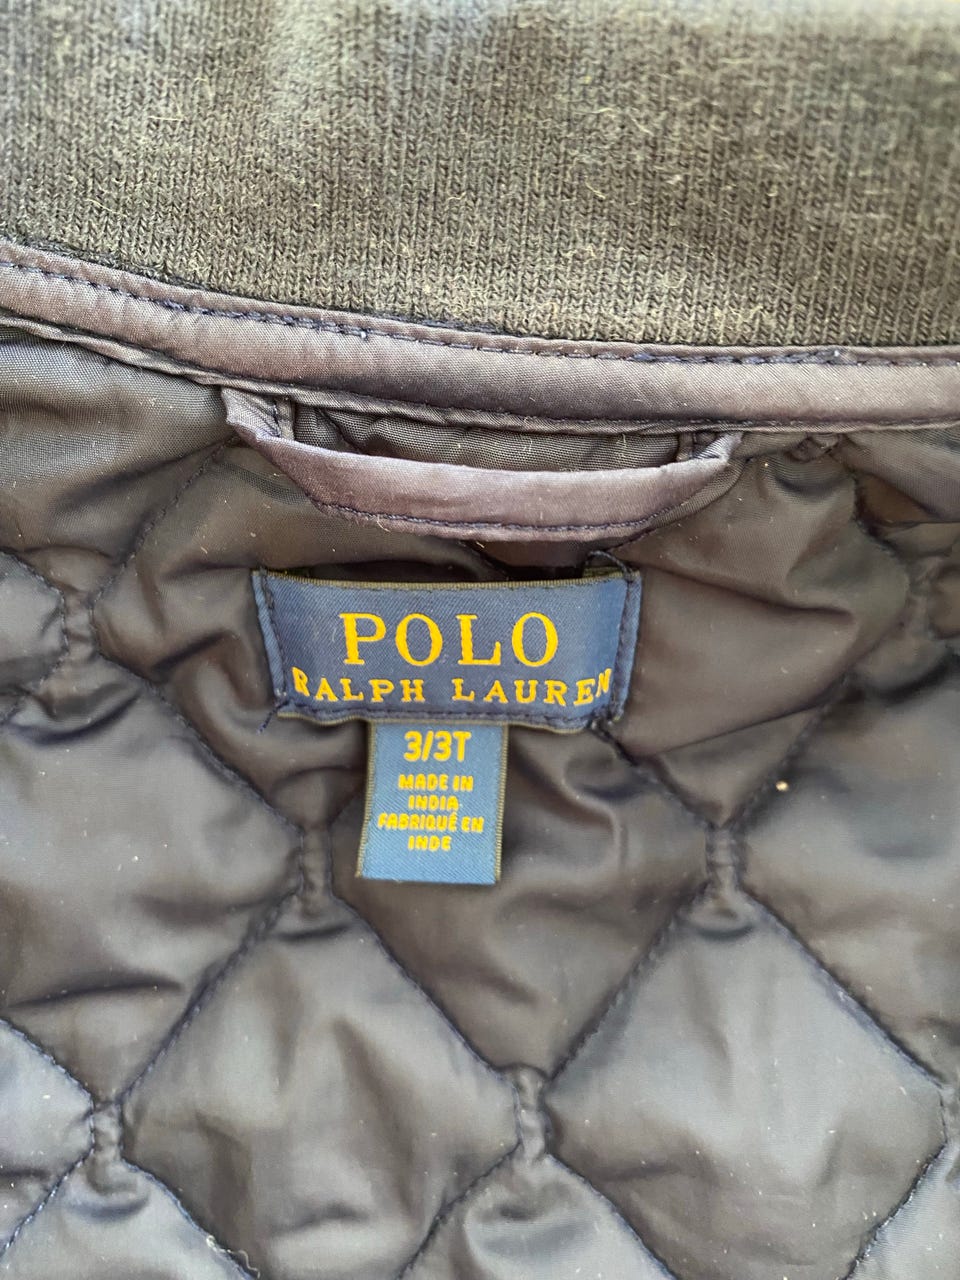 POLO
RALPH LAUREN
3/3T
MADE IN
INDIA
FABRIQUÉ EN
INDE